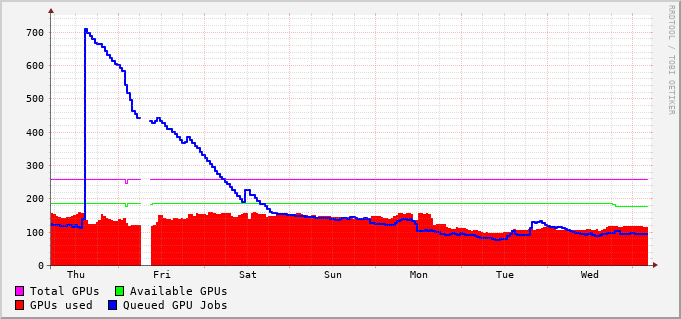 700
600
500
400
300
200
100
0
Thu Fri Sat Sun Mon Tue Wed
Total GPUs Available GPUs
GPUs used Queued GPU Jobs
RRDTOOL / TOBI OETIKER